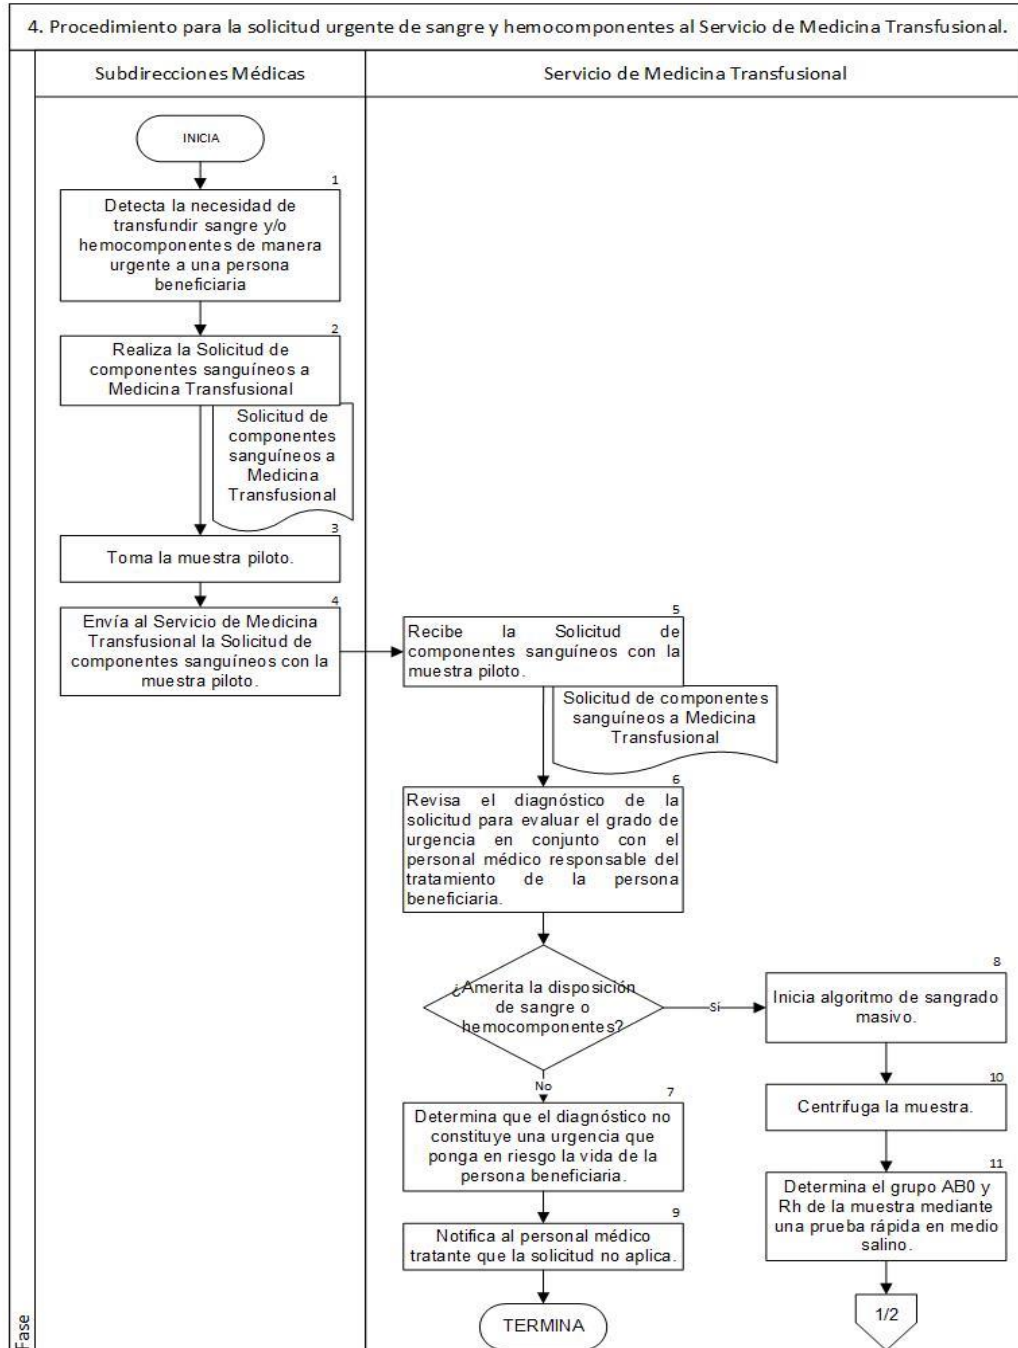 4. Procedimiento para la solicitud urgente de sangre y hemocomponentes al Servicio de Medicina Transfusional.
Subdirecciones Médicas
Servicio de Medicina Transfusional
INICIA
1
Detecta la necesidad de
transfundir sangre y/o
hemocomponentes de manera
urgente a una persona
beneficiaria
2
Realiza la Solicitud de
componentes sanguíneos a
Medicina Transfusional
Solicitud de
componentes
sanguíneos a
Medicina
Transfusional
3
Toma la muestra piloto.
4
Envía al Servicio de Medicina
Transfusional la Solicitud de
componentes sanguíneos con la
muestra piloto.
5
Recibe la Solicitud de
componentes sanguíneos con la
muestra piloto.
Solicitud de componentes
sanguíneos a Medicina
Transfusional
6
Revisa el diagnóstico de la
solicitud para evaluar el grado de
urgencia en conjunto con el
personal médico responsable del
tratamiento de la persona
beneficiaria.
¿Amerita la disposición
de sangre o
hemocomponentes?
Sí
No
7
Determina que el diagnóstico no
constituye una urgencia que
ponga en riesgo la vida de la
persona beneficiaria.
9
Notifica al personal médico
tratante que la solicitud no aplica.
TERMINA
8
Inicia algoritmo de sangrado
masivo.
10
Centrifuga la muestra.
11
Determina el grupo AB0 y
Rh de la muestra mediante
una prueba rápida en medio
salino.
1/2
Fase